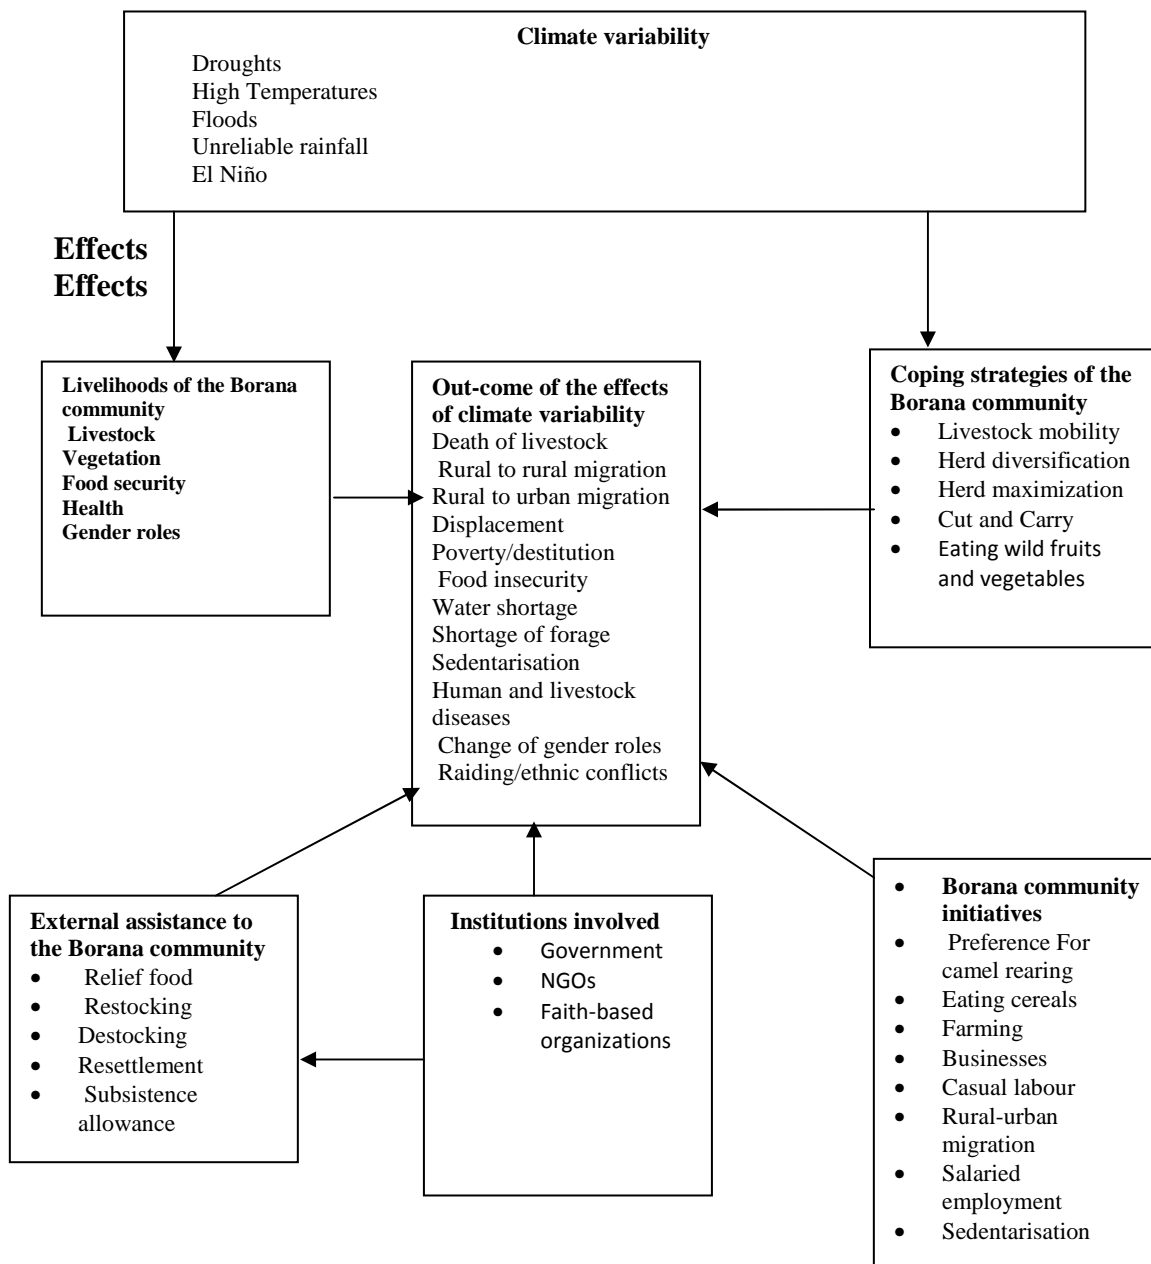 Climate variability
Droughts
High Temperatures
Floods
Unreliable rainfall
El Niño
Effects
Effects
Livelihoods of the Borana
community
Livestock
Vegetation
Food security
Health
Gender roles
Out-come of the effects
of climate variability
Death of livestock
Rural to rural migration
Rural to urban migration
Displacement
Poverty/destitution
Food insecurity
Water shortage
Shortage of forage
Sedentarisation
Human and livestock
diseases
Change of gender roles
Raiding/ethnic conflicts
Coping strategies of the
Borana community
• Livestock mobility
• Herd diversification
• Herd maximization
• Cut and Carry
• Eating wild fruits
and vegetables
External assistance to
the Borana community
• Relief food
• Restocking
• Destocking
• Resettlement
• Subsistence
allowance
Institutions involved
• Government
• NGOs
• Faith-based
organizations
• Borana community
initiatives
• Preference For
camel rearing
• Eating cereals
• Farming
• Businesses
• Casual labour
• Rural-urban
migration
• Salaried
employment
• Sedentarisation